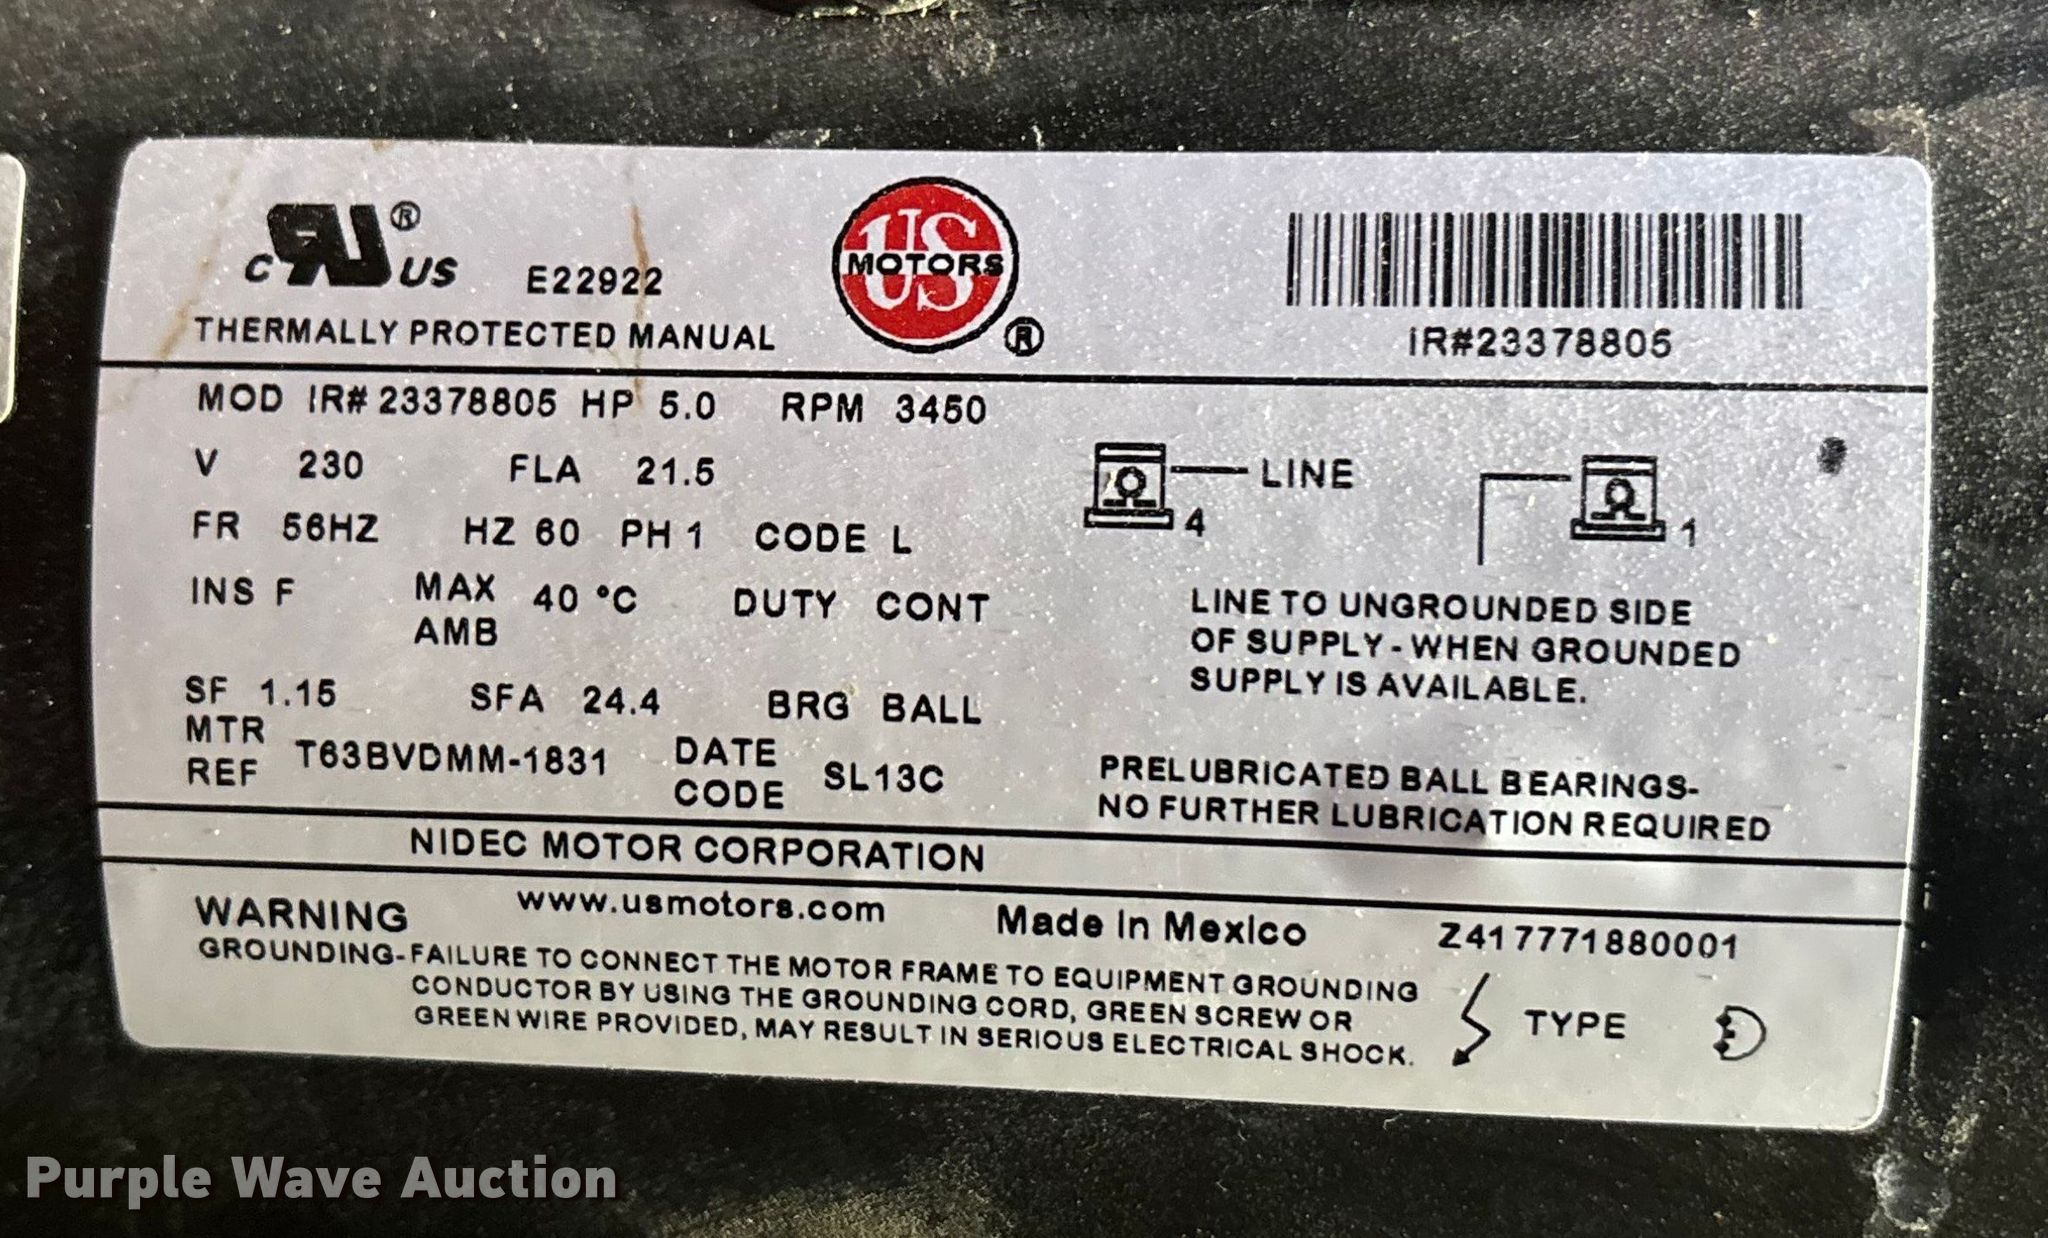 c RU ® US E22922
THERMALLY PROTECTED MANUAL
US
MOTORS
®
IR#23378805
MOD IR# 23378805 HP 5.0 RPM 3450
V 230 FLA 21.5
FR 56HZ HZ 60 PH 1 CODE L
INS F MAX AMB 40 °C DUTY CONT
SF 1.15 SFA 24.4 BRG BALL
MTR REF T63BVDMM-1831 DATE CODE SL13C
4 LINE
1
LINE TO UNGROUNDED SIDE
OF SUPPLY - WHEN GROUNDED
SUPPLY IS AVAILABLE.
PRELUBRICATED BALL BEARINGS-
NO FURTHER LUBRICATION REQUIRED
NIDEC MOTOR CORPORATION
WARNING www.usmotors.com Made In Mexico Z417771880001
GROUNDING-FAILURE TO CONNECT THE MOTOR FRAME TO EQUIPMENT GROUNDING
CONDUCTOR BY USING THE GROUNDING CORD, GREEN SCREW OR
GREEN WIRE PROVIDED, MAY RESULT IN SERIOUS ELECTRICAL SHOCK.
TYPE
Purple Wave Auction